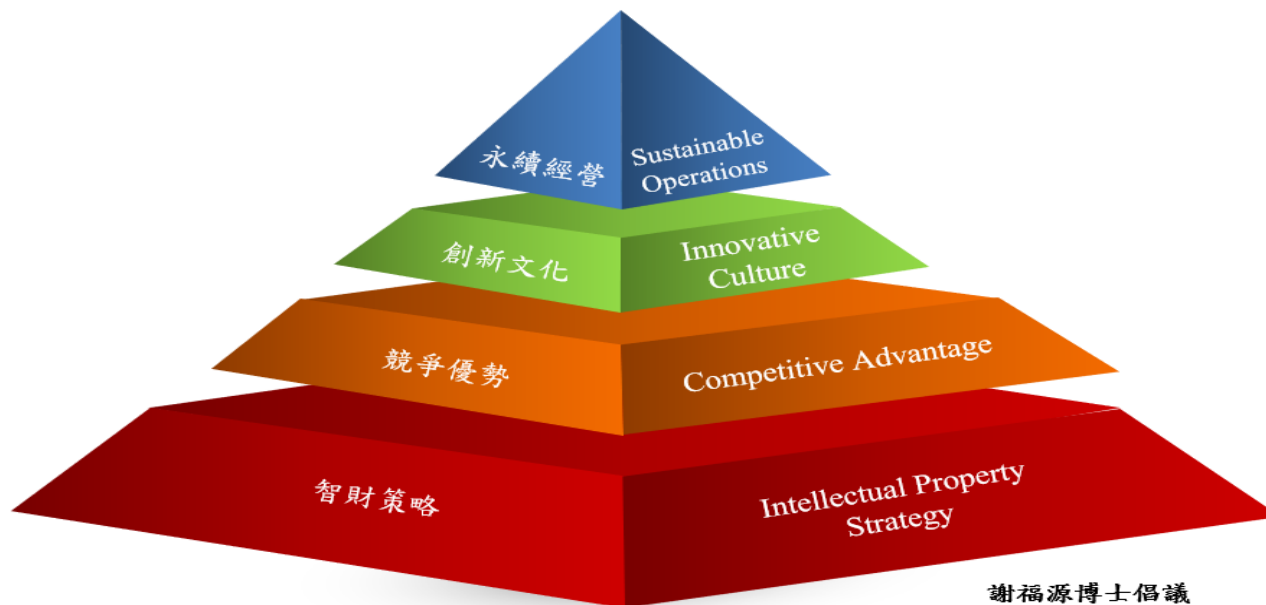 永續經營
Sustainable
Operations
創新文化
Innovative
Culture
競爭優勢
Competitive Advantage
智財策略
Intellectual Property
Strategy
謝福源博士倡議